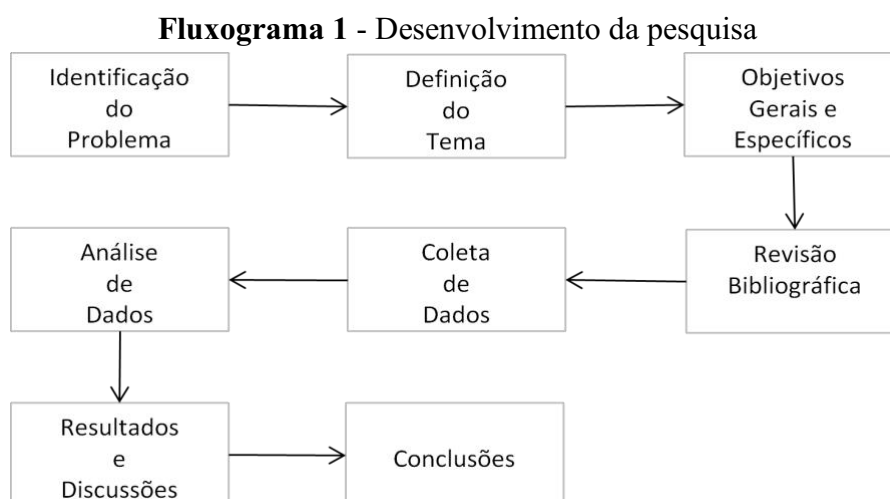 Fluxograma 1 - Desenvolvimento da pesquisa
Identificação
do
Problema
Definição
do
Tema
Objetivos
Gerais e
Específicos
Revisão
Bibliográfica
Coleta
de
Dados
Análise
de
Dados
Resultados
e
Discussões
Conclusões